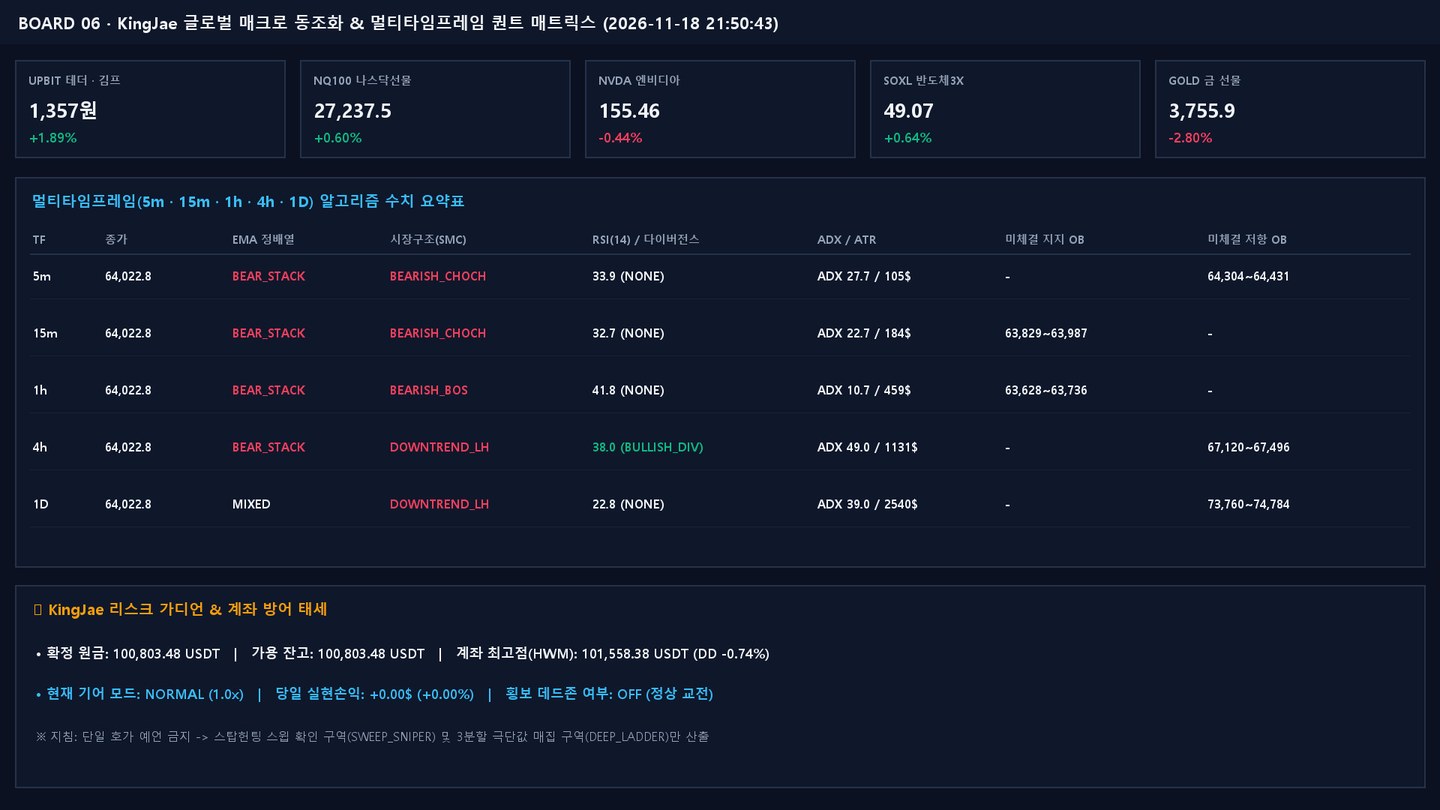 BOARD 06 · KingJae 글로벌 매크로 동조화 & 멀티타임프레임 퀀트 매트릭스 (2026-11-18 21:50:43)
UPBIT 테더 · 김프 NQ100 나스닥선물 NVDA 엔비디아 SOXL 반도체3X GOLD 금 선물
1,357원 27,237.5 155.46 49.07 3,755.9
+1.89% +0.60% -0.44% +0.64% -2.80%
멀티타임프레임(5m · 15m · 1h · 4h · 1D) 알고리즘 수치 요약표
TF 종가 EMA 정배열 시장구조(SMC) RSI(14) / 다이버전스 ADX / ATR 미체결 지지 OB 미체결 저항 OB
5m 64,022.8 BEAR_STACK BEARISH_CHOCH 33.9 (NONE) ADX 27.7 / 105$ - 64,304~64,431
15m 64,022.8 BEAR_STACK BEARISH_CHOCH 32.7 (NONE) ADX 22.7 / 184$ 63,829~63,987 -
1h 64,022.8 BEAR_STACK BEARISH_BOS 41.8 (NONE) ADX 10.7 / 459$ 63,628~63,736 -
4h 64,022.8 BEAR_STACK DOWNTREND_LH 38.0 (BULLISH_DIV) ADX 49.0 / 1131$ - 67,120~67,496
1D 64,022.8 MIXED DOWNTREND_LH 22.8 (NONE) ADX 39.0 / 2540$ - 73,760~74,784
KingJae 리스크 가디언 & 계좌 방어 태세
• 확정 원금: 100,803.48 USDT | 가용 잔고: 100,803.48 USDT | 계좌 최고점(HWM): 101,558.38 USDT (DD -0.74%)
• 현재 기어 모드: NORMAL (1.0x) | 당일 실현손익: +0.00$ (+0.00%) | 횡보 데드존 여부: OFF (정상 교전)
※ 지침: 단일 호가 예언 금지 -> 스탑헌팅 스윕 확인 구역(SWEEP_SNIPER) 및 3분할 극단값 매집 구역(DEEP_LADDER)만 산출